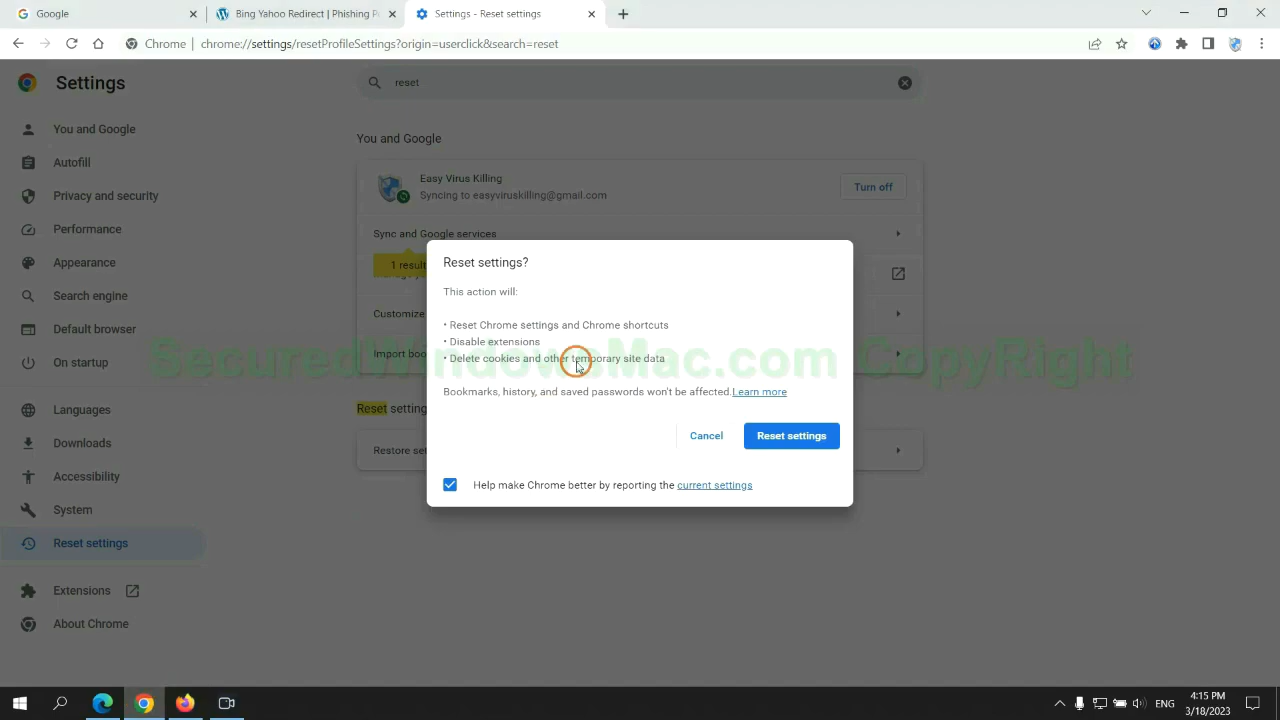 Google
Bing Yahoo Redirect | Phishing P
Settings - Reset settings
Chrome
chrome://settings/resetProfileSettings?origin=userclick&search=reset
Settings
reset
You and Google
Autofill
Privacy and security
Performance
Appearance
Search engine
Default browser
On startup
Languages
Downloads
Accessibility
System
Reset settings
Extensions
About Chrome
You and Google
Easy Virus Killing
Syncing to easyviruskilling@gmail.com
Turn off
Sync and Google services
1 result
Customize
Import boo
Reset setting
Restore set
Reset settings?
This action will:
• Reset Chrome settings and Chrome shortcuts
• Disable extensions
• Delete cookies and other temporary site data
Bookmarks, history, and saved passwords won't be affected. Learn more
Cancel
Reset settings
Help make Chrome better by reporting the current settings
SecuredWindowsMac.com CopyRight
ENG
4:15 PM
3/18/2023